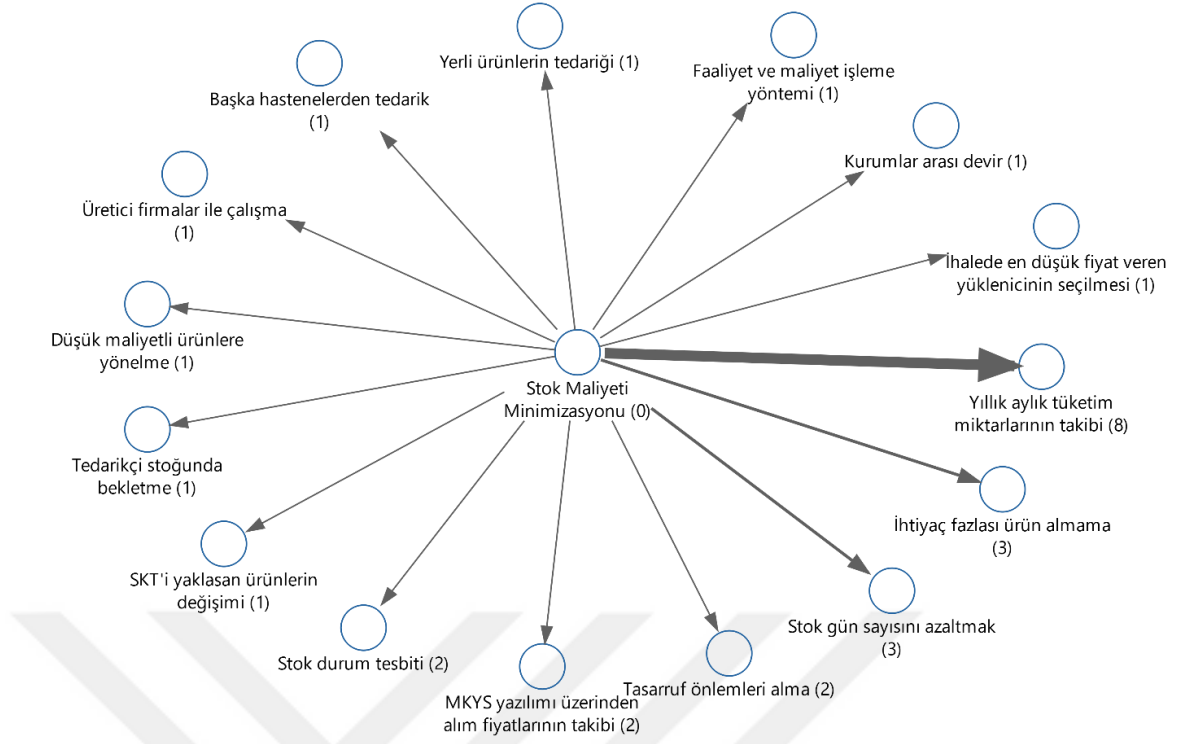 Yerli ürünlerin tedariği (1)
Faaliyet ve maliyet işleme
yöntemi (1)
Başka hastenelerden tedarik
(1)
Kurumlar arası devir (1)
Üretici firmalar ile çalışma
(1)
İhalede en düşük fiyat veren
yüklenicinin seçilmesi (1)
Düşük maliyetli ürünlere
yönelme (1)
Stok Maliyeti
Minimizasyonu (0)
Yıllık aylık tüketim
miktarlarının takibi (8)
Tedarikçi stoğunda
bekletme (1)
İhtiyaç fazlası ürün almama
(3)
SKT'i yaklasan ürünlerin
değişimi (1)
Stok gün sayısını azaltmak
(3)
Stok durum tesbiti (2)
MKYS yazılımı üzerinden
alım fiyatlarının takibi (2)
Tasarruf önlemleri alma (2)